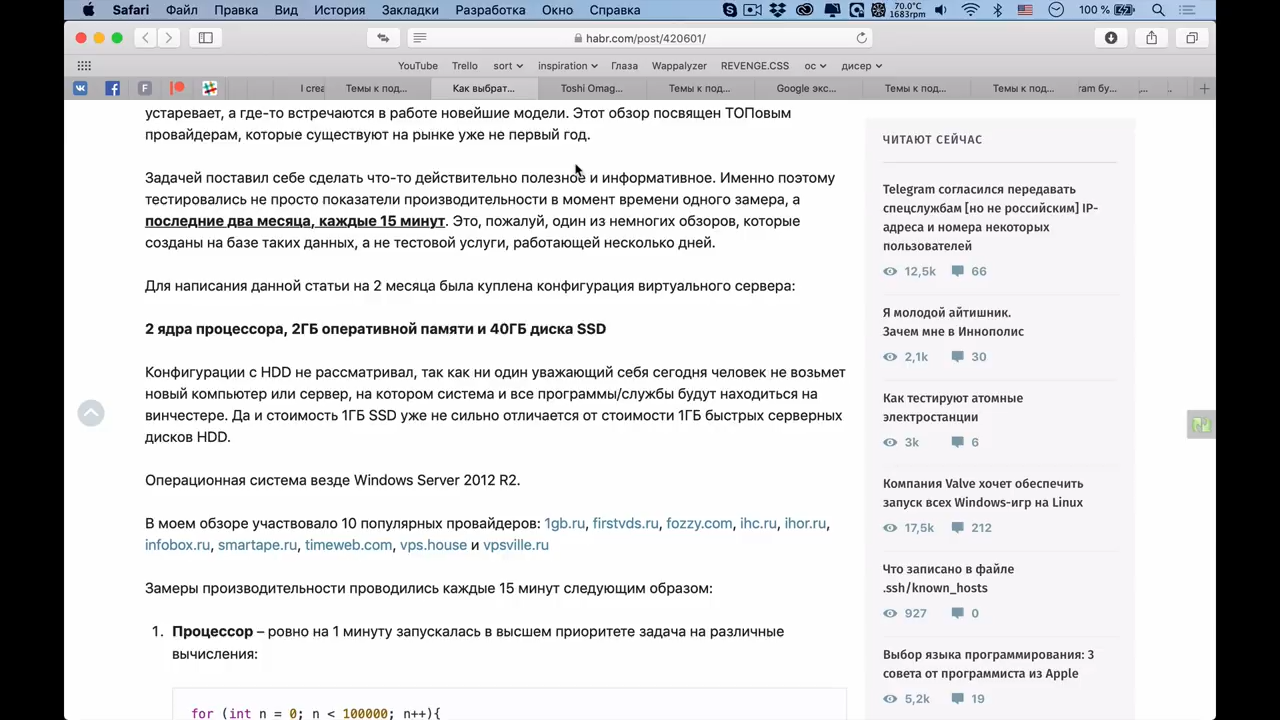 Safari Файл Правка Вид История Закладки Разработка Окно Справка
70.0°C
1683rpm
100 %
habr.com/post/420601/
YouTube Trello sort inspiration Глаза Wappalyzer REVENGE.CSS ос дисер
I crea Темы к под... Как выбрат... Toshi Omag... Темы к под... Google экс... Темы к под... Темы к под... ram бу...
устаревает, а где-то встречаются в работе новейшие модели. Этот обзор посвящен ТОПовым
провайдерам, которые существуют на рынке уже не первый год.
Задачей поставил себе сделать что-то действительно полезное и информативное. Именно поэтому
тестировались не просто показатели производительности в момент времени одного замера, а
последние два месяца, каждые 15 минут. Это, пожалуй, один из немногих обзоров, которые
созданы на базе таких данных, а не тестовой услуги, работающей несколько дней.
Для написания данной статьи на 2 месяца была куплена конфигурация виртуального сервера:
2 ядра процессора, 2ГБ оперативной памяти и 40ГБ диска SSD
Конфигурации с HDD не рассматривал, так как ни один уважающий себя сегодня человек не возьмет
новый компьютер или сервер, на котором система и все программы/службы будут находиться на
винчестере. Да и стоимость 1ГБ SSD уже не сильно отличается от стоимости 1ГБ быстрых серверных
дисков HDD.
Операционная система везде Windows Server 2012 R2.
В моем обзоре участвовало 10 популярных провайдеров: 1gb.ru, firstvds.ru, fozzy.com, ihc.ru, ihor.ru,
infobox.ru, smartape.ru, timeweb.com, vps.house и vpsville.ru
Замеры производительности проводились каждые 15 минут следующим образом:
1. Процессор – ровно на 1 минуту запускалась в высшем приоритете задача на различные
вычисления:
for (int n = 0; n < 100000; n++){
ЧИТАЮТ СЕЙЧАС
Telegram согласился передавать
спецслужбам [но не российским] IP-
адреса и номера некоторых
пользователей
12,5k 66
Я молодой айтишник.
Зачем мне в Иннополис
2,1k 30
Как тестируют атомные
электростанции
3k 6
Компания Valve хочет обеспечить
запуск всех Windows-игр на Linux
17,5k 212
Что записано в файле
.ssh/known_hosts
927 0
Выбор языка программирования: 3
совета от программиста из Apple
5,2k 19